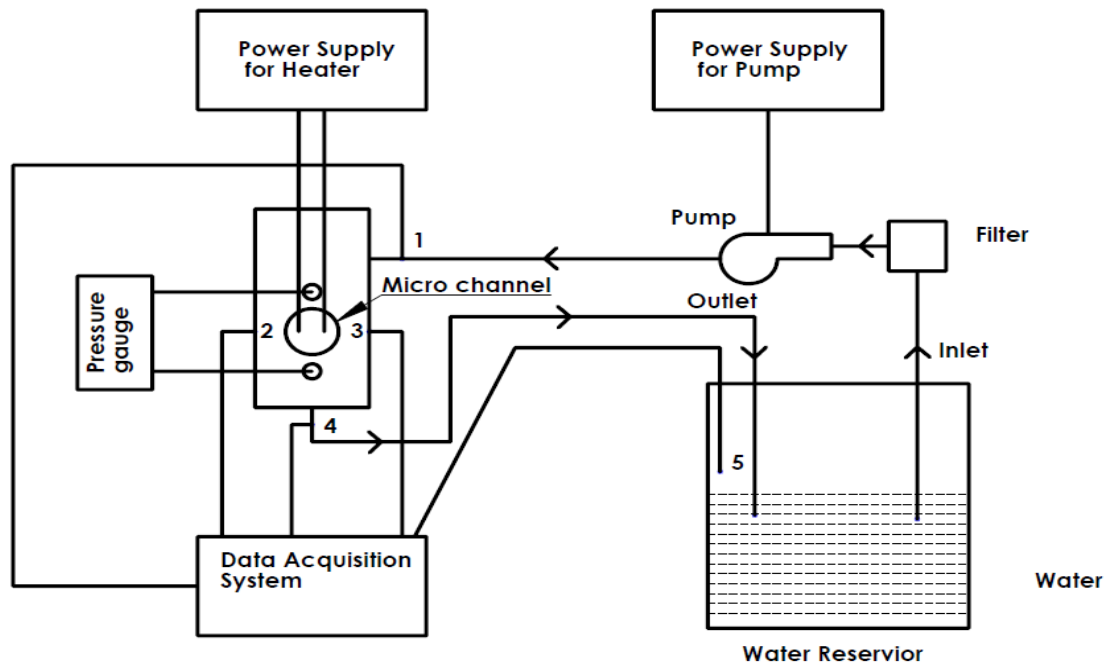 Power Supply
for Heater
Power Supply
for Pump
1
Pump
Filter
Micro channel
Outlet
Pressure
gauge
2
3
Inlet
4
5
Data Acquisition
System
Water
Water Reservior